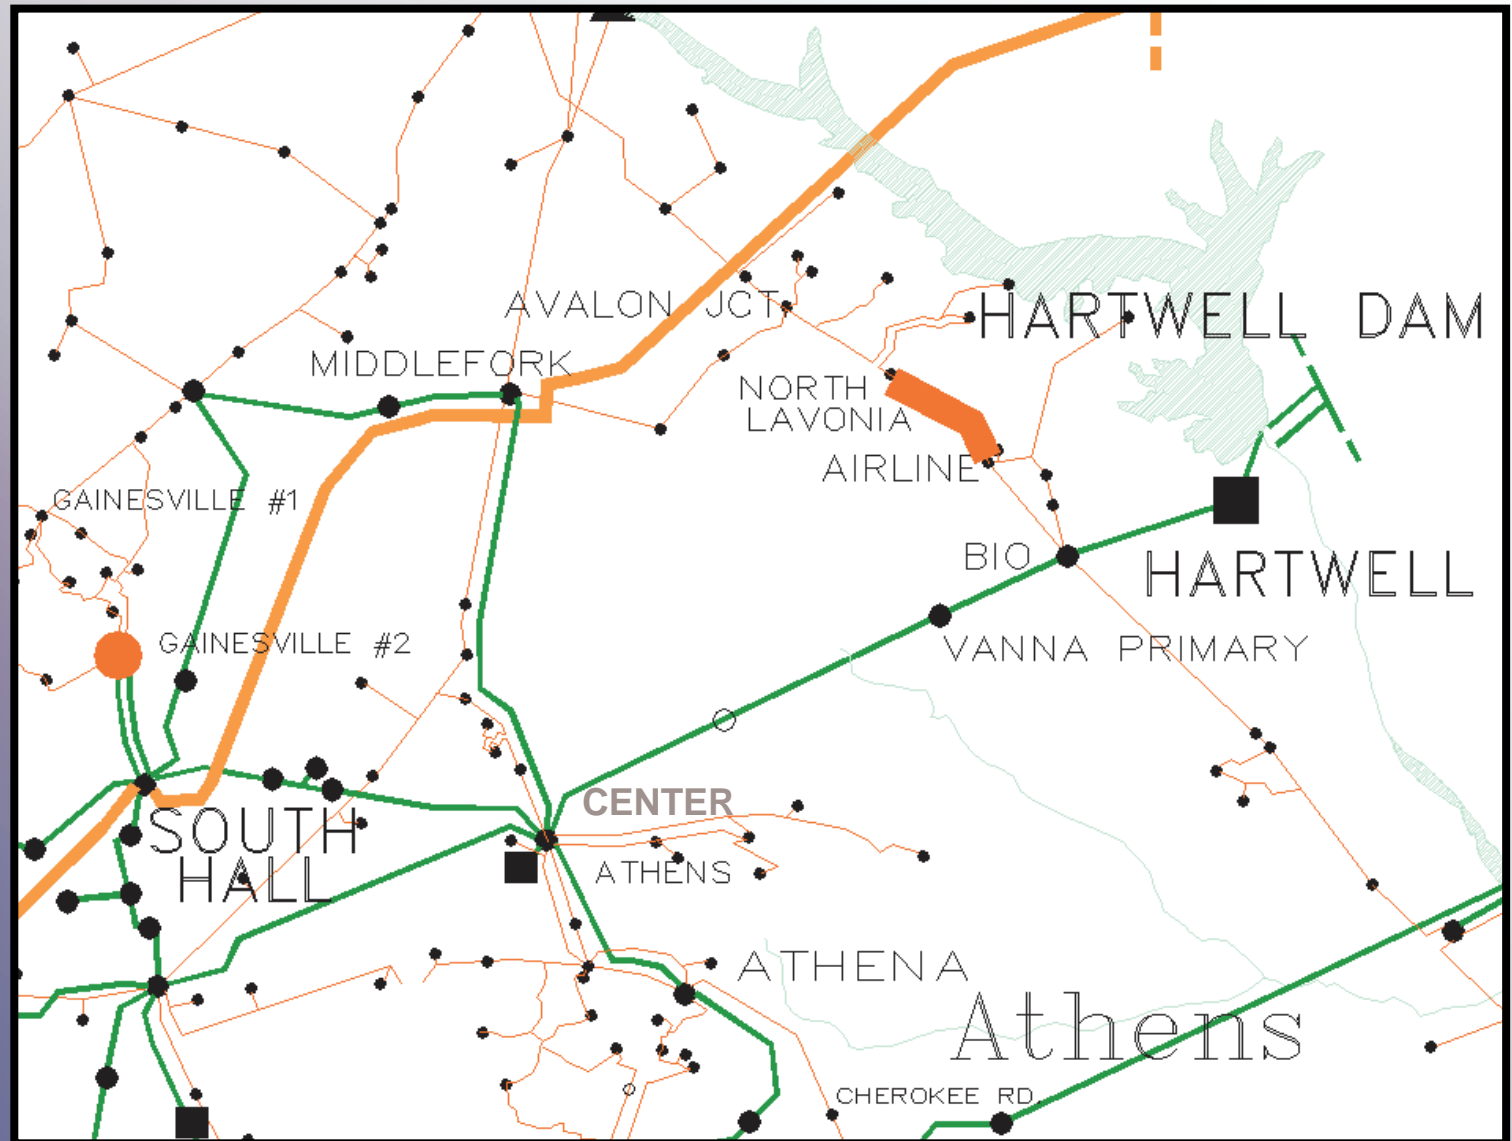 AVALON JCT.
HARTWELL DAM
MIDDLEFORK
NORTH
LAVONIA
AIRLINE
GAINESVILLE #1
BIO
HARTWELL
GAINESVILLE #2
VANNA PRIMARY
CENTER
SOUTH
HALL
ATHENS
ATHENA
Athens
CHEROKEE RD.